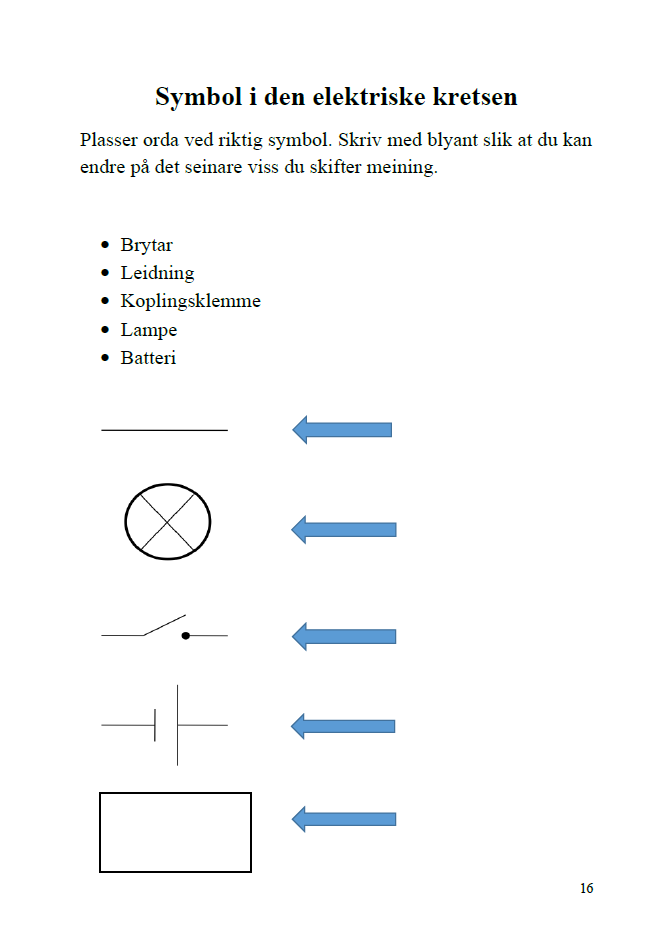 Symbol i den elektriske kretsen
Plasser orda ved riktig symbol. Skriv med blyant slik at du kan
endre på det seinare viss du skifter meining.
• Brytar
• Leidning
• Koplingsklemme
• Lampe
• Batteri
16